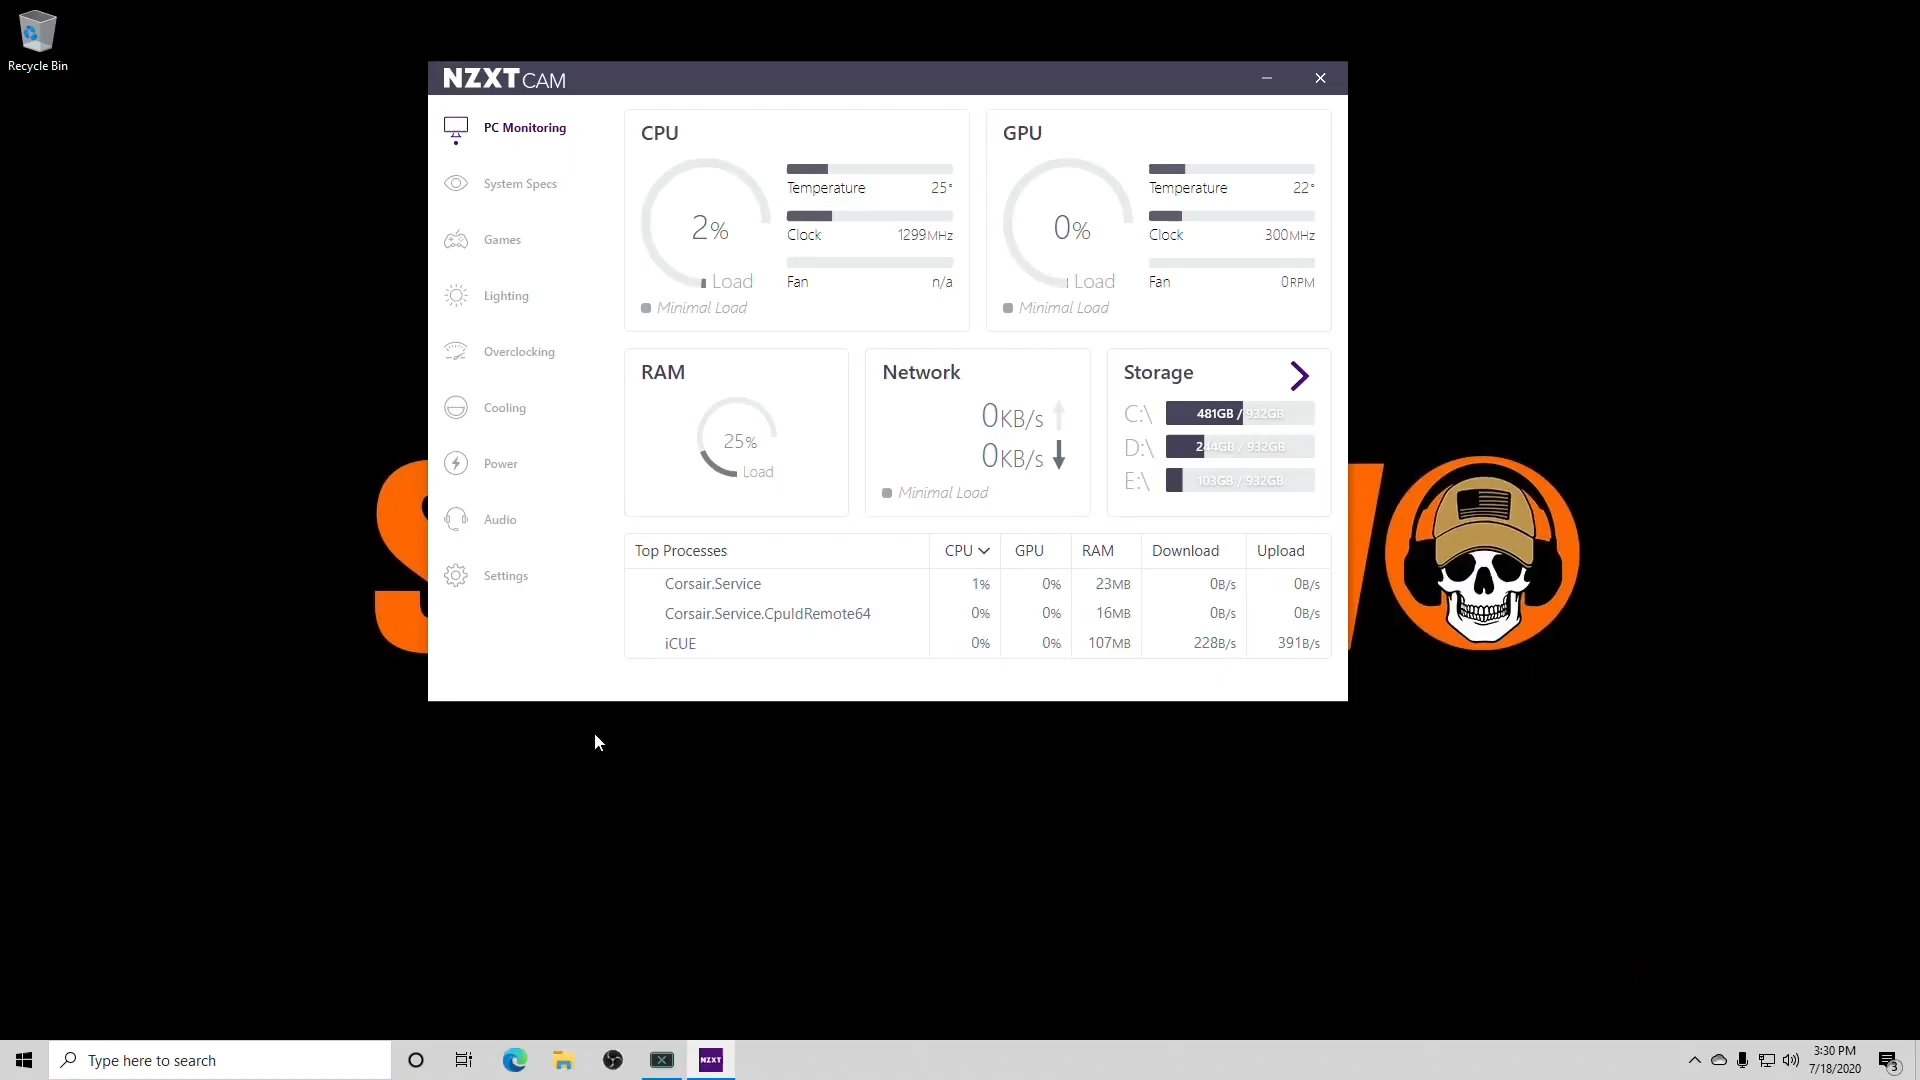 Recycle Bin
NZXT CAM
PC Monitoring
System Specs
Games
Lighting
Overclocking
Cooling
Power
Audio
Settings
CPU
2%
Load
Minimal Load
Temperature 25°
Clock 1299MHz
Fan n/a
GPU
0%
Load
Minimal Load
Temperature 22°
Clock 300MHz
Fan 0RPM
RAM
25%
Load
Network
0KB/s
0KB/s
Minimal Load
Storage
C:\ 481GB / 932GB
D:\ 244GB / 932GB
E:\ 103GB / 932GB
Top Processes CPU GPU RAM Download Upload
Corsair.Service 1% 0% 23MB 0B/s 0B/s
Corsair.Service.CpuIdRemote64 0% 0% 16MB 0B/s 0B/s
iCUE 0% 0% 107MB 228B/s 391B/s
Type here to search
NZXT
3:30 PM
7/18/2020
3